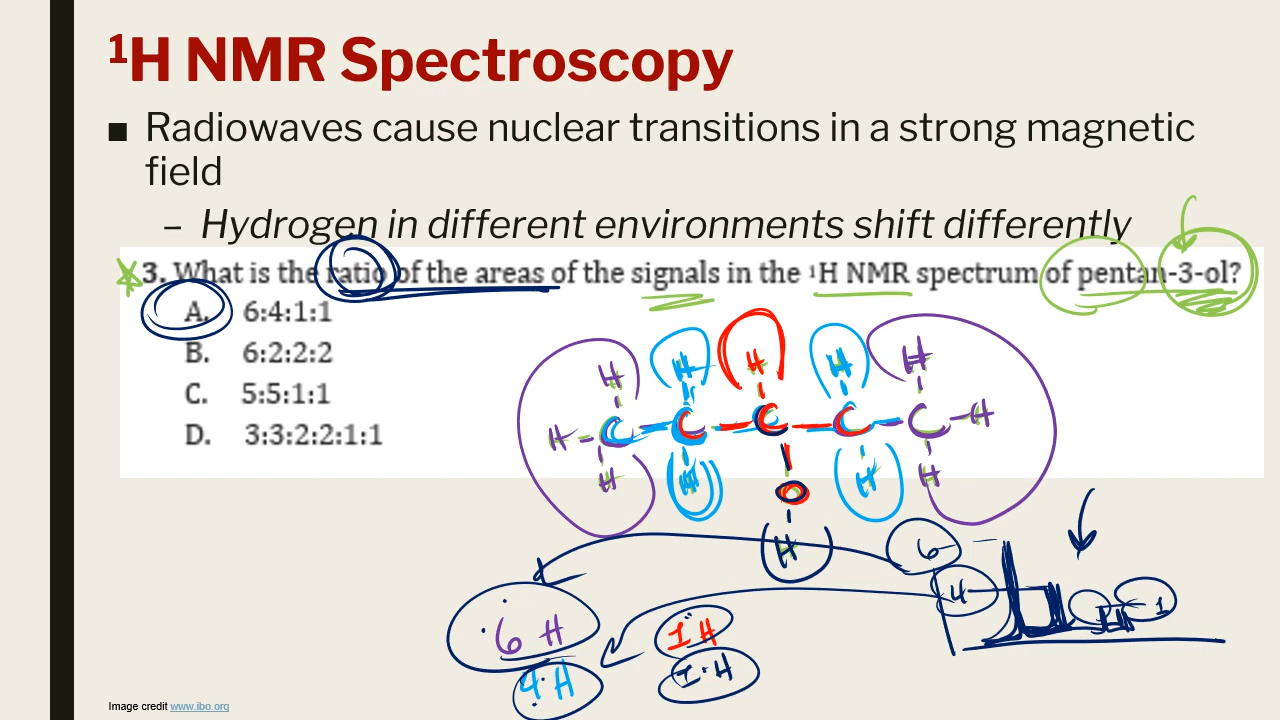 ¹H NMR Spectroscopy
■ Radiowaves cause nuclear transitions in a strong magnetic
field
– Hydrogen in different environments shift differently
3. What is the ratio of the areas of the signals in the ¹H NMR spectrum of pentan-3-ol?
A. 6:4:1:1
B. 6:2:2:2
C. 5:5:1:1
D. 3:3:2:2:1:1
H H H H H
H - C - C - C - C - C - H
H H O H H
H
6
4
1
6 H
1 H
4 H
1 H
Image credit www.ibo.org